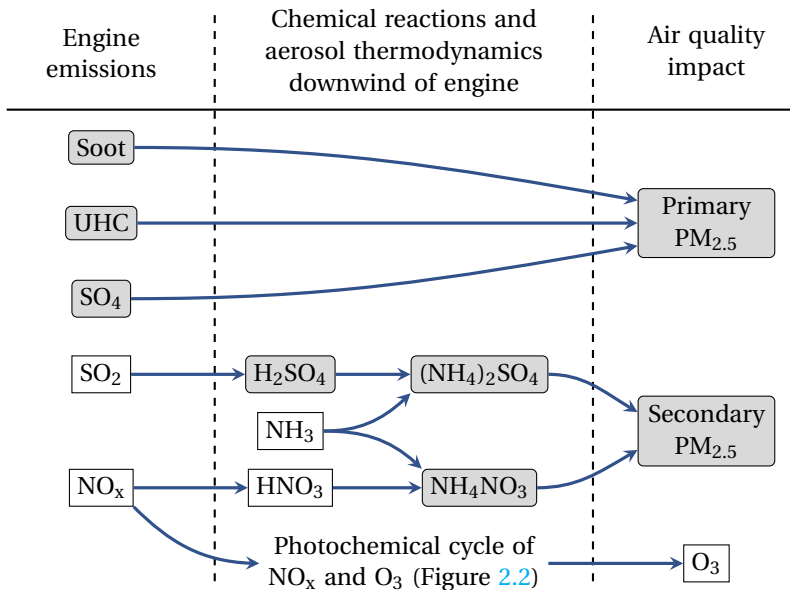 Engine
emissions
Chemical reactions and
aerosol thermodynamics
downwind of engine
Air quality
impact
Soot
UHC
SO₄
Primary
PM₂.₅
SO₂
H₂SO₄
(NH₄)₂SO₄
NH₃
Secondary
PM₂.₅
NOₓ
HNO₃
NH₄NO₃
Photochemical cycle of
NOₓ and O₃ (Figure 2.2)
O₃